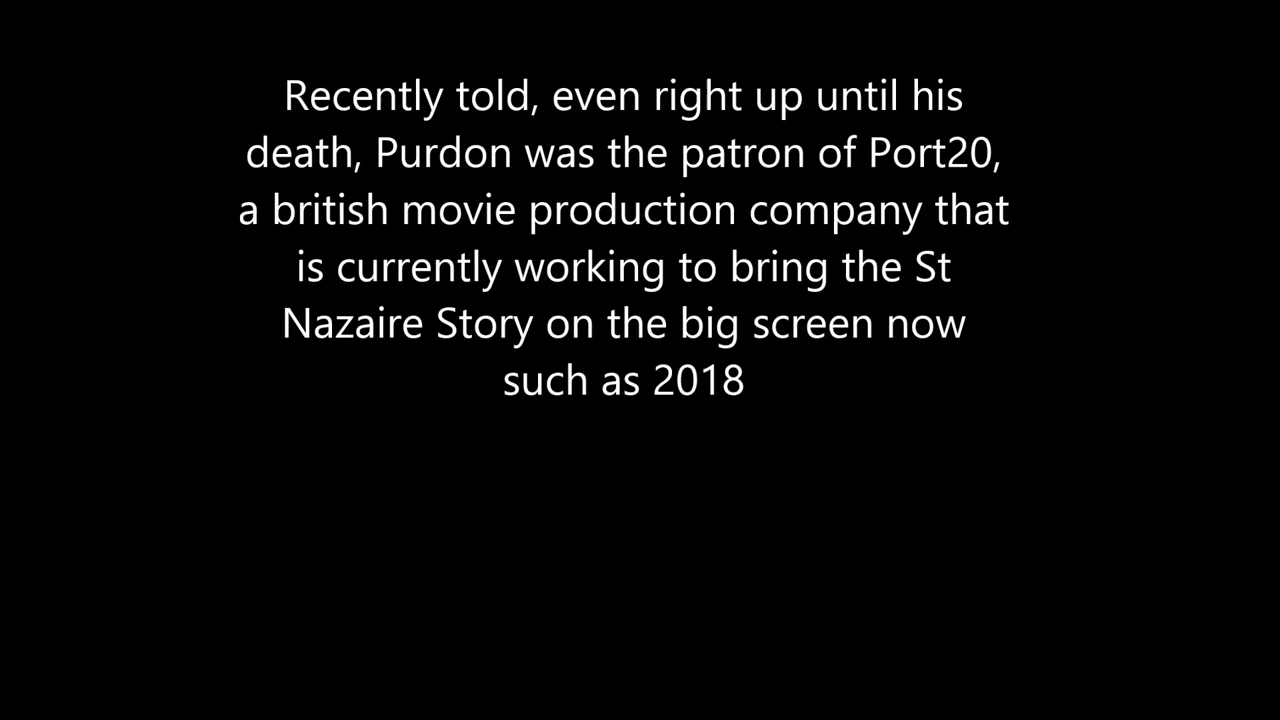 Recently told, even right up until his
death, Purdon was the patron of Port20,
a british movie production company that
is currently working to bring the St
Nazaire Story on the big screen now
such as 2018